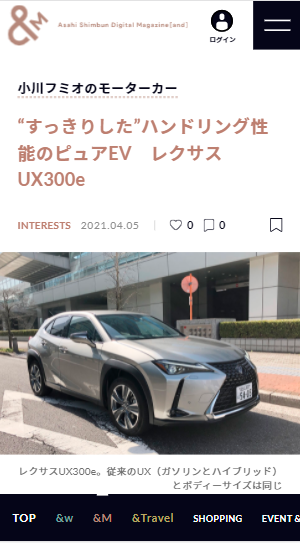 &M
Asahi Shimbun Digital Magazine[and]
ログイン
小川フミオのモーターカー
“すっきりした”ハンドリング性
能のピュアEV　レクサス
UX300e
INTERESTS 2021.04.05 0 0
レクサスUX300e。従来のUX（ガソリンとハイブリッド）
とボディーサイズは同じ
TOP &w &M &Travel SHOPPING EVENT &